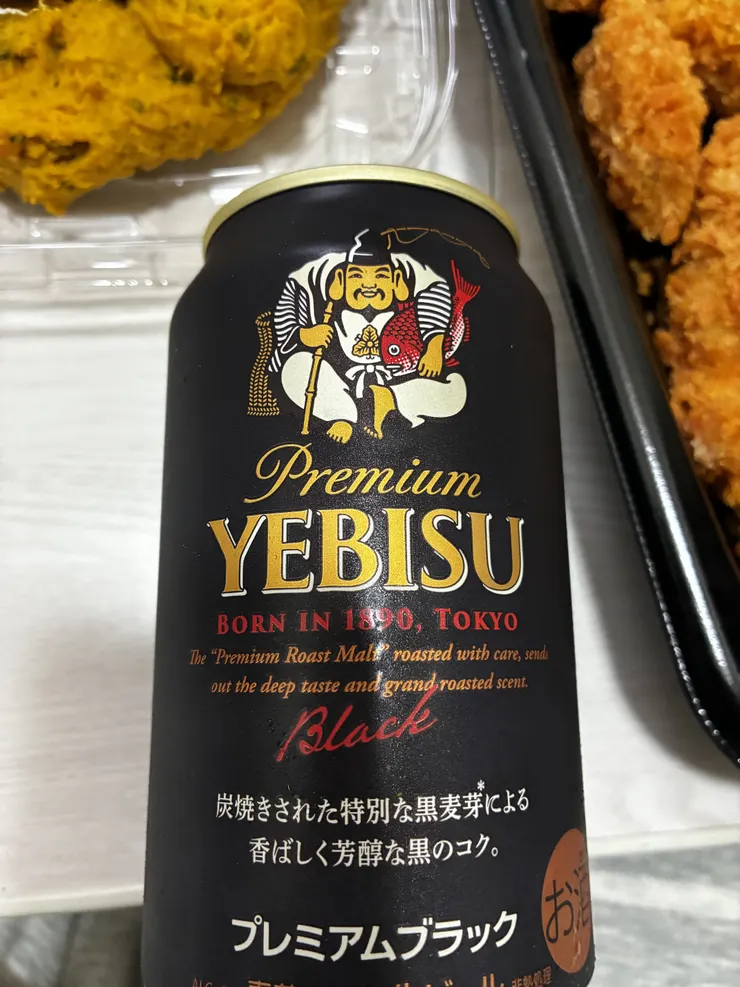 Premium
YEBISU
BORN IN 1890, TOKYO
The "Premium Roast Malt" roasted with care, sends
out the deep taste and grand roasted scent.
Black
炭焼きされた特別な黒麦芽*による
香ばしく芳醇な黒のコク。
お酒
プレミアムブラック